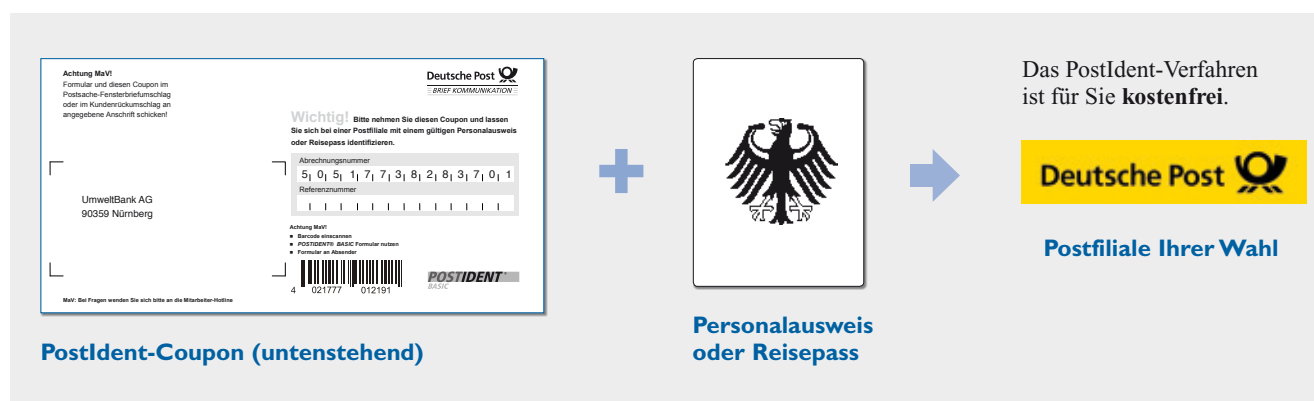 Achtung MaV!
Formular und diesen Coupon im
Postsache-Fensterbriefumschlag
oder im Kundenrückumschlag an
angegebene Anschrift schicken!
Deutsche Post
BRIEF KOMMUNIKATION
Wichtig! Bitte nehmen Sie diesen Coupon und lassen
Sie sich bei einer Postfiliale mit einem gültigen Personalausweis
oder Reisepass identifizieren.
Abrechnungsnummer
5 0 5 1 7 7 3 8 2 8 3 7 0 1
Referenznummer
UmweltBank AG
90359 Nürnberg
Achtung MaV!
Barcode einscannen
POSTIDENT® BASIC Formular nutzen
Formular an Absender
4 021777 012191
POSTIDENT
BASIC
MaV: Bei Fragen wenden Sie sich bitte an die Mitarbeiter-Hotline
PostIdent-Coupon (untenstehend)
Personalausweis
oder Reisepass
Das PostIdent-Verfahren
ist für Sie kostenfrei.
Deutsche Post
Postfiliale Ihrer Wahl